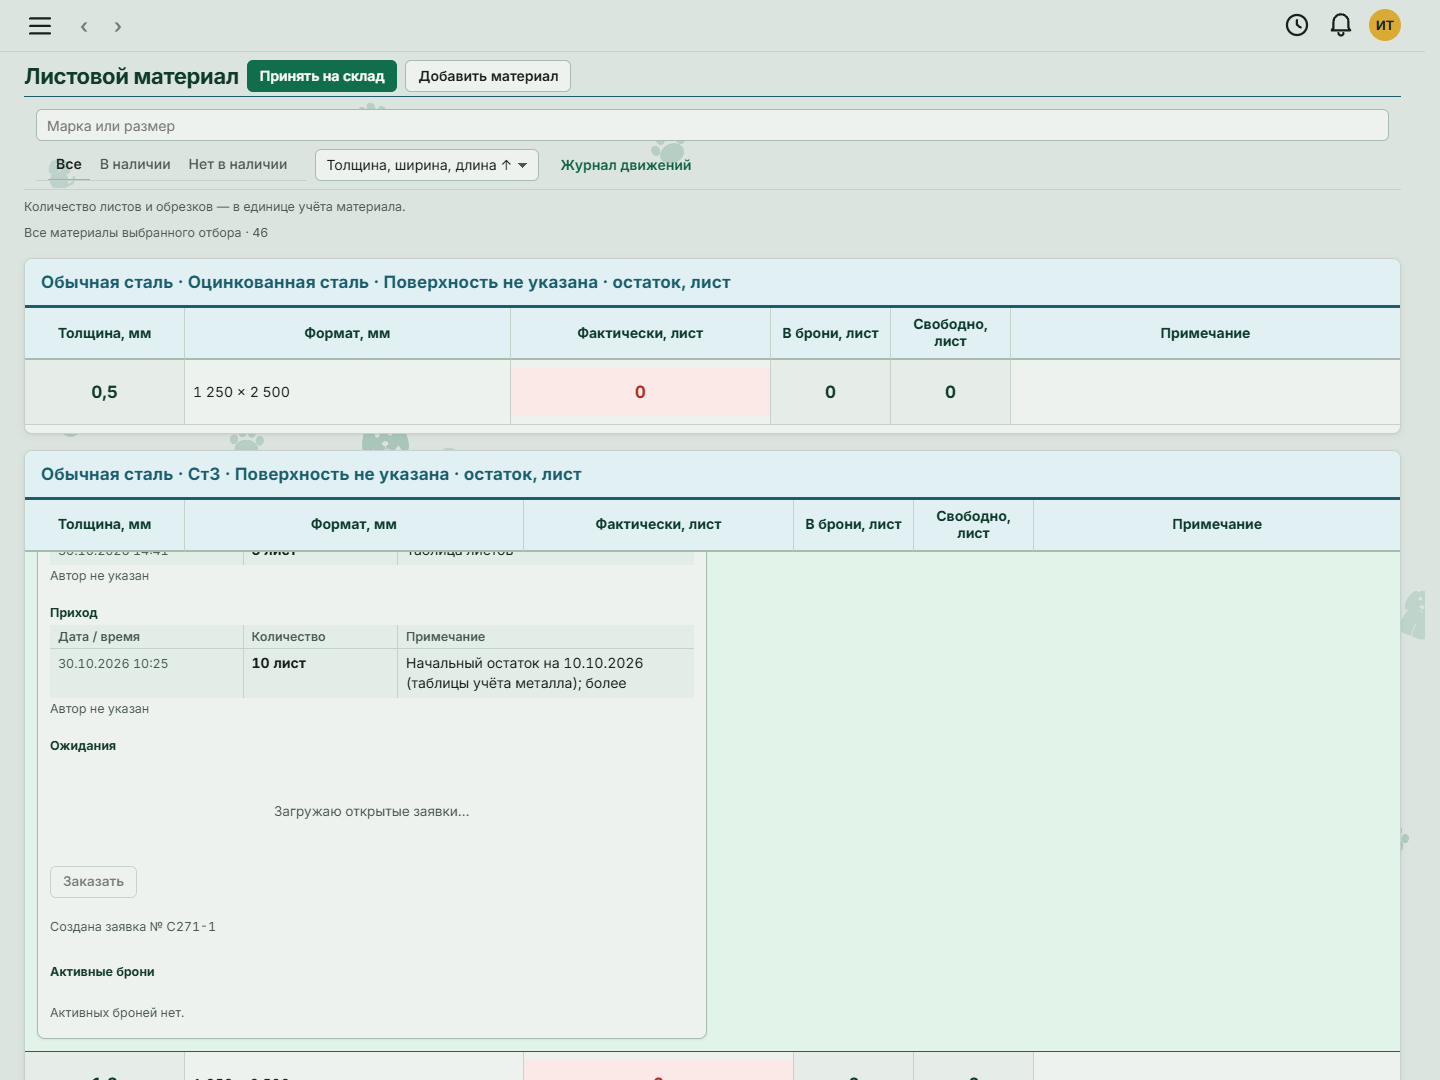 ИТ
Листовой материал
Принять на склад
Добавить материал
Марка или размер
Все
В наличии
Нет в наличии
Толщина, ширина, длина ↑
Журнал движений
Количество листов и обрезков — в единице учёта материала.
Все материалы выбранного отбора · 46
Обычная сталь · Оцинкованная сталь · Поверхность не указана · остаток, лист
Толщина, мм
Формат, мм
Фактически, лист
В брони, лист
Свободно, лист
Примечание
0,5
1 250 × 2 500
0
0
0
Обычная сталь · Ст3 · Поверхность не указана · остаток, лист
Толщина, мм
Формат, мм
Фактически, лист
В брони, лист
Свободно, лист
Примечание
Автор не указан
Приход
Дата / время
Количество
Примечание
30.10.2026 10:25
10 лист
Начальный остаток на 10.10.2026
(таблицы учёта металла); более
Автор не указан
Ожидания
Загружаю открытые заявки...
Заказать
Создана заявка № С271-1
Активные брони
Активных броней нет.